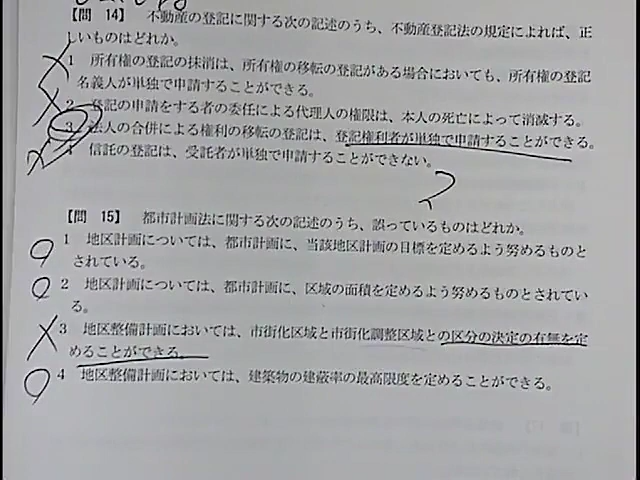 【問 14】 不動産の登記に関する次の記述のうち、不動産登記法の規定によれば、正
しいものはどれか。
1 所有権の登記の抹消は、所有権の移転の登記がある場合においても、所有権の登記
名義人が単独で申請することができる。
2 登記の申請をする者の委任による代理人の権限は、本人の死亡によって消滅する。
3 法人の合併による権利の移転の登記は、登記権利者が単独で申請することができる。
4 信託の登記は、受託者が単独で申請することができない。
【問 15】 都市計画法に関する次の記述のうち、誤っているものはどれか。
1 地区計画については、都市計画に、当該地区計画の目標を定めるよう努めるものと
されている。
2 地区計画については、都市計画に、区域の面積を定めるよう努めるものとされてい
る。
3 地区整備計画においては、市街化区域と市街化調整区域との区分の決定の有無を定
めることができる。
4 地区整備計画においては、建築物の建蔽率の最高限度を定めることができる。